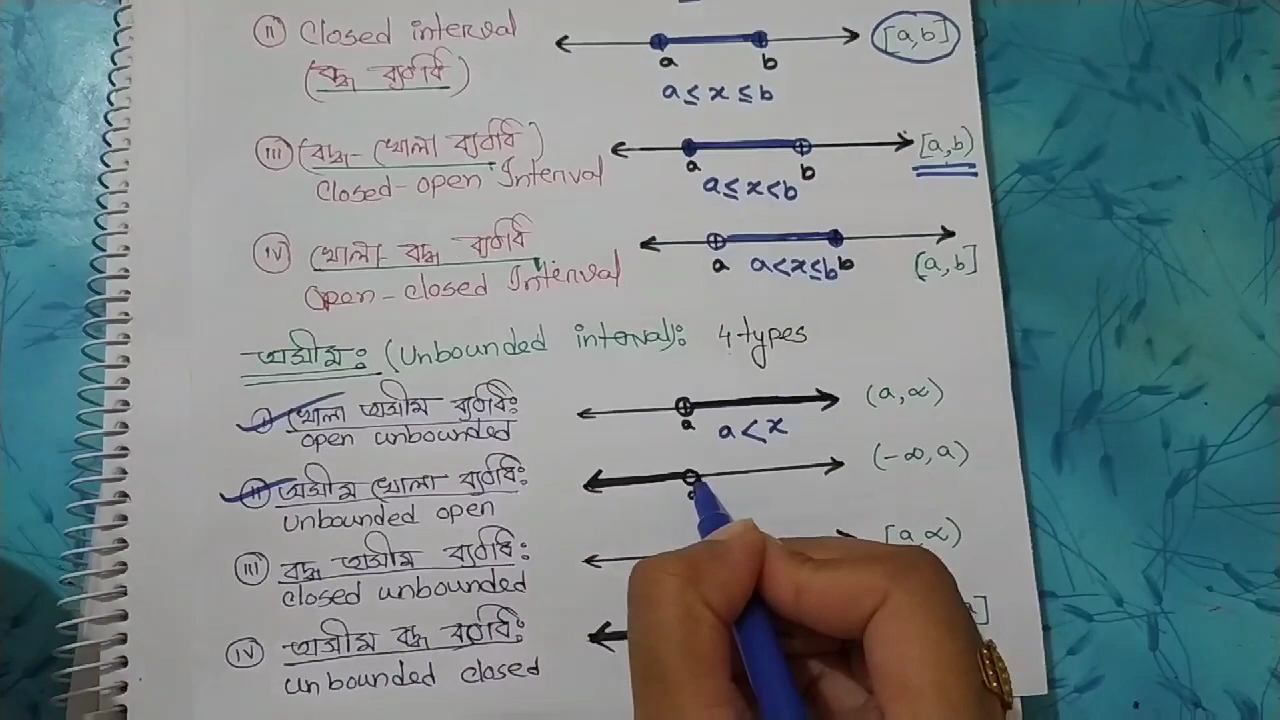 (ii) Closed interval
(বদ্ধ ব্যবধি)
a b
a ≤ x ≤ b
[a,b]
(iii) (বদ্ধ-খোলা ব্যবধি)
Closed-open Interval
a b
a ≤ x < b
[a,b)
(iv) খোলা-বদ্ধ ব্যবধি
Open-closed Interval
a a<x≤b b
(a,b]
অসীমঃ (Unbounded interval): 4 types
খোলা অসীম ব্যবধিঃ
open unbounded
a
a < x
(a, ∝)
(ii) অসীম খোলা ব্যবধিঃ
Unbounded open
(-∞, a)
(iii) বদ্ধ অসীম ব্যবধিঃ
closed unbounded
[a, ∝)
(iv) অসীম বদ্ধ ব্যবধিঃ
unbounded closed